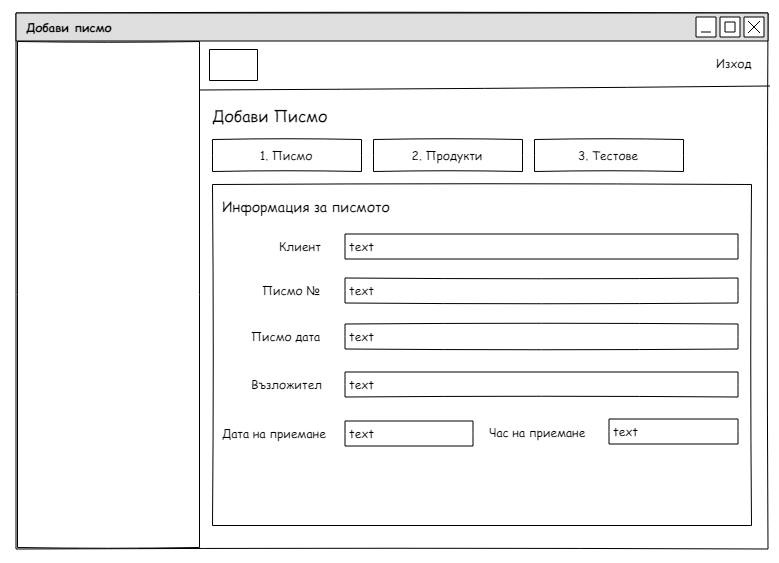 Добави писмо
Изход
Добави Писмо
1. Писмо
2. Продукти
3. Тестове
Информация за писмото
Клиент
text
Писмо №
text
Писмо дата
text
Възложител
text
Дата на приемане
text
Час на приемане
text